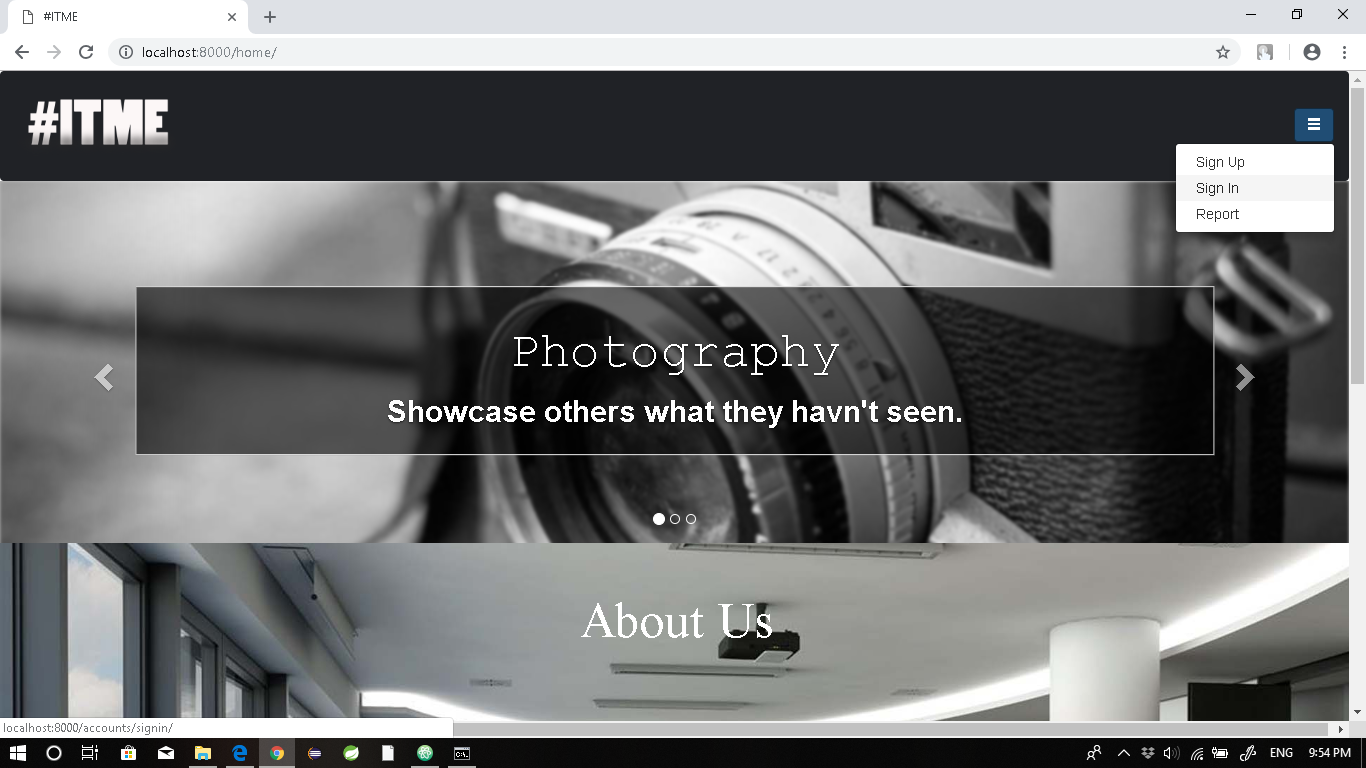 #ITME
localhost:8000/home/
#ITME
Sign Up
Sign In
Report
Photography
Showcase others what they havn't seen.
About Us
localhost:8000/accounts/signin/
ENG
9:54 PM